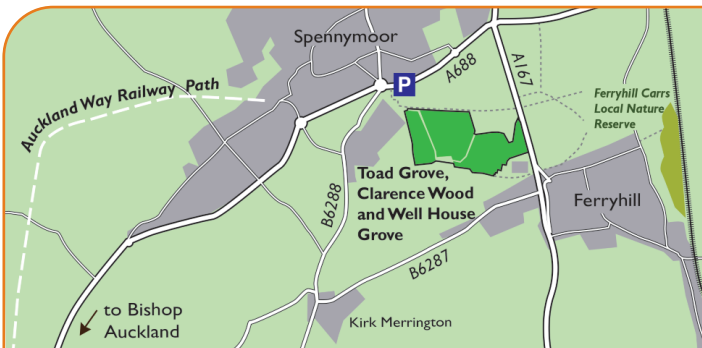 Spennymoor
P
A688
A167
Auckland Way Railway Path
Ferryhill Carrs
Local Nature
Reserve
Toad Grove,
Clarence Wood
and Well House
Grove
B6288
Ferryhill
B6287
to Bishop
Auckland
Kirk Merrington